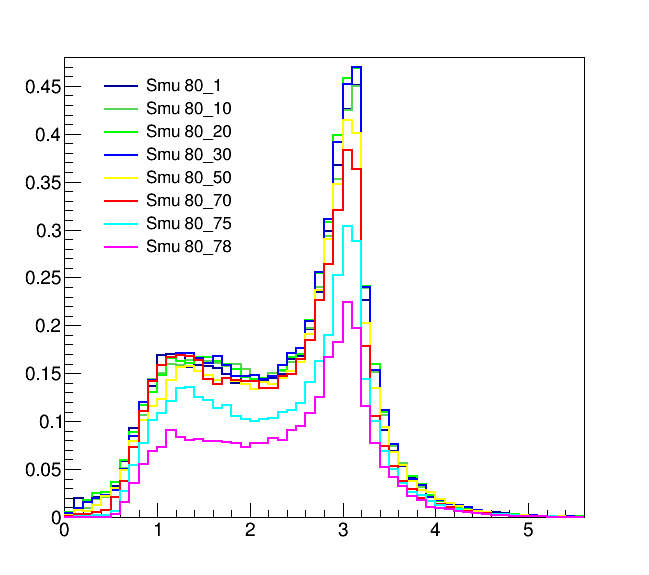 0.45
0.4
0.35
0.3
0.25
0.2
0.15
0.1
0.05
0
Smu 80_1
Smu 80_10
Smu 80_20
Smu 80_30
Smu 80_50
Smu 80_70
Smu 80_75
Smu 80_78
0 1 2 3 4 5